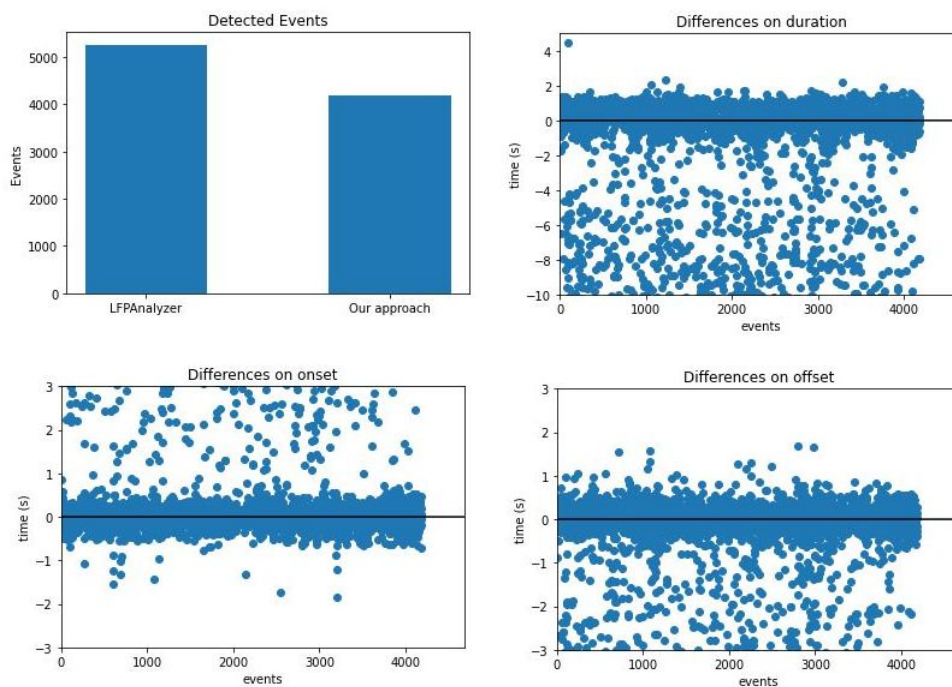 Detected Events
Events
5000
4000
3000
2000
1000
0
LFPAnalyzer Our approach
Differences on duration
time (s)
4
2
0
−2
−4
−6
−8
−10
0 1000 2000 3000 4000
events
Differences on onset
time (s)
3
2
1
0
−1
−2
−3
0 1000 2000 3000 4000
events
Differences on offset
time (s)
3
2
1
0
−1
−2
−3
0 1000 2000 3000 4000
events